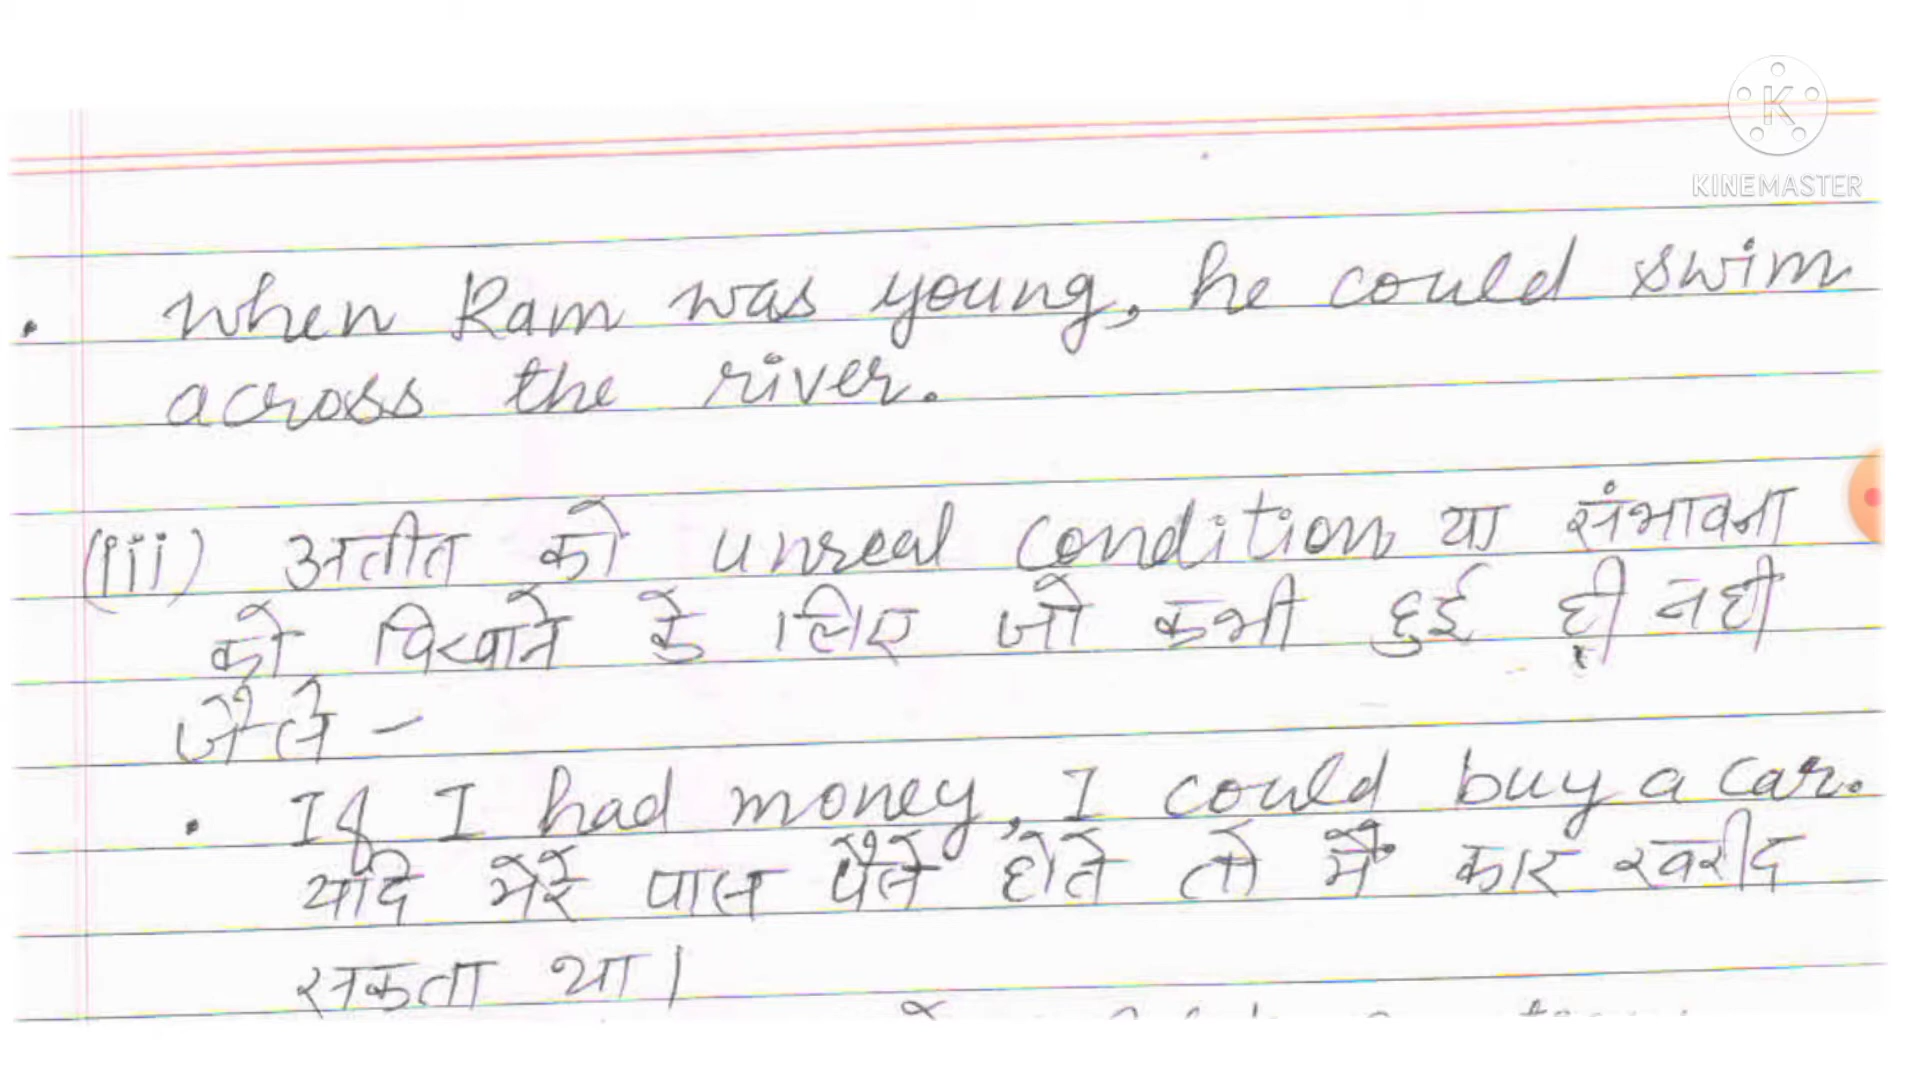 K
KINEMASTER
. When Ram was young, he could swim
across the river.
(iii) अतीत की unreal condition या संभावना
को दिखाने के लिए जो कभी हुई ही नही
जैसे -
. If I had money, I could buy a car.
यदि मेरे पास पैसे होते तो मैं कार खरीद
सकता था।